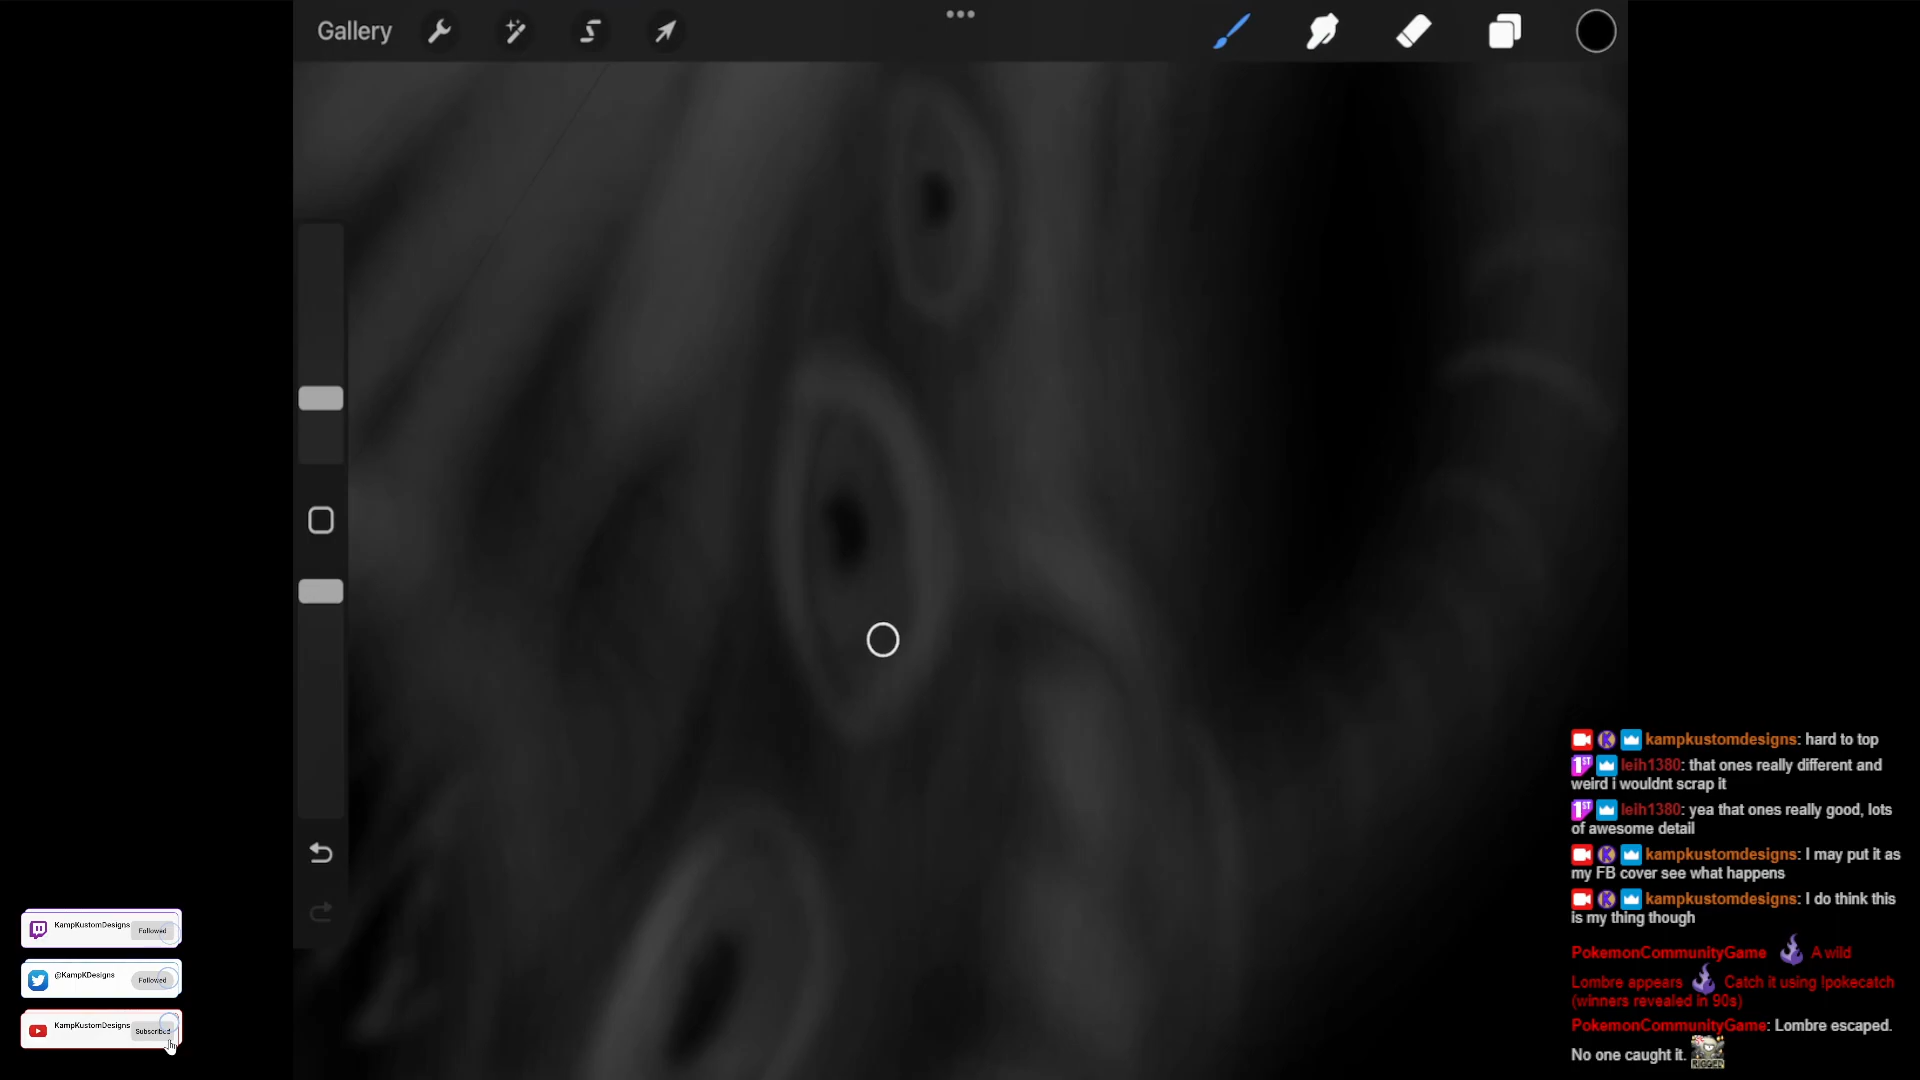 Gallery
kampkustomdesigns: hard to top
leih1380: that ones really different and
weird i wouldnt scrap it
leih1380: yea that ones really good, lots
of awesome detail
kampkustomdesigns: I may put it as
my FB cover see what happens
kampkustomdesigns: I do think this
is my thing though
PokemonCommunityGame A wild
Lombre appears Catch it using !pokecatch
(winners revealed in 90s)
PokemonCommunityGame: Lombre escaped.
No one caught it. RIGGED
KampKustomDesigns Followed
@KampKDesigns Followed
KampKustomDesigns Subscribed